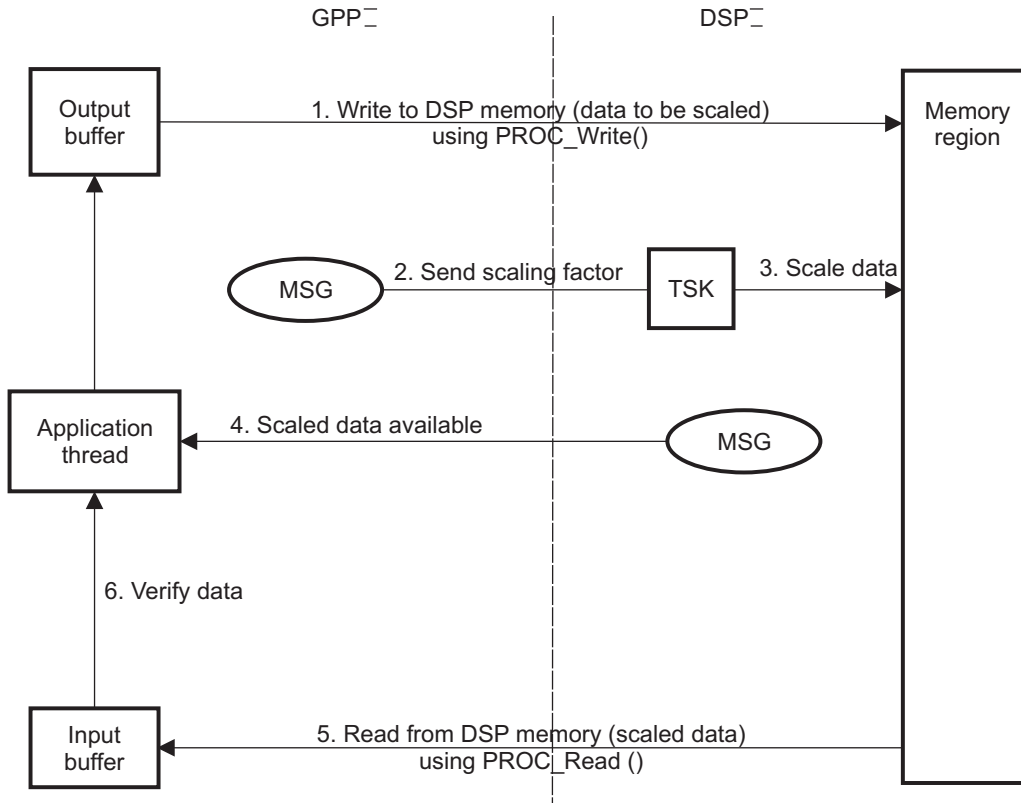 GPP
DSP
Output
buffer
1. Write to DSP memory (data to be scaled)
using PROC_Write()
Memory
region
MSG
2. Send scaling factor
TSK
3. Scale data
Application
thread
4. Scaled data available
MSG
6. Verify data
Input
buffer
5. Read from DSP memory (scaled data)
using PROC_Read ()